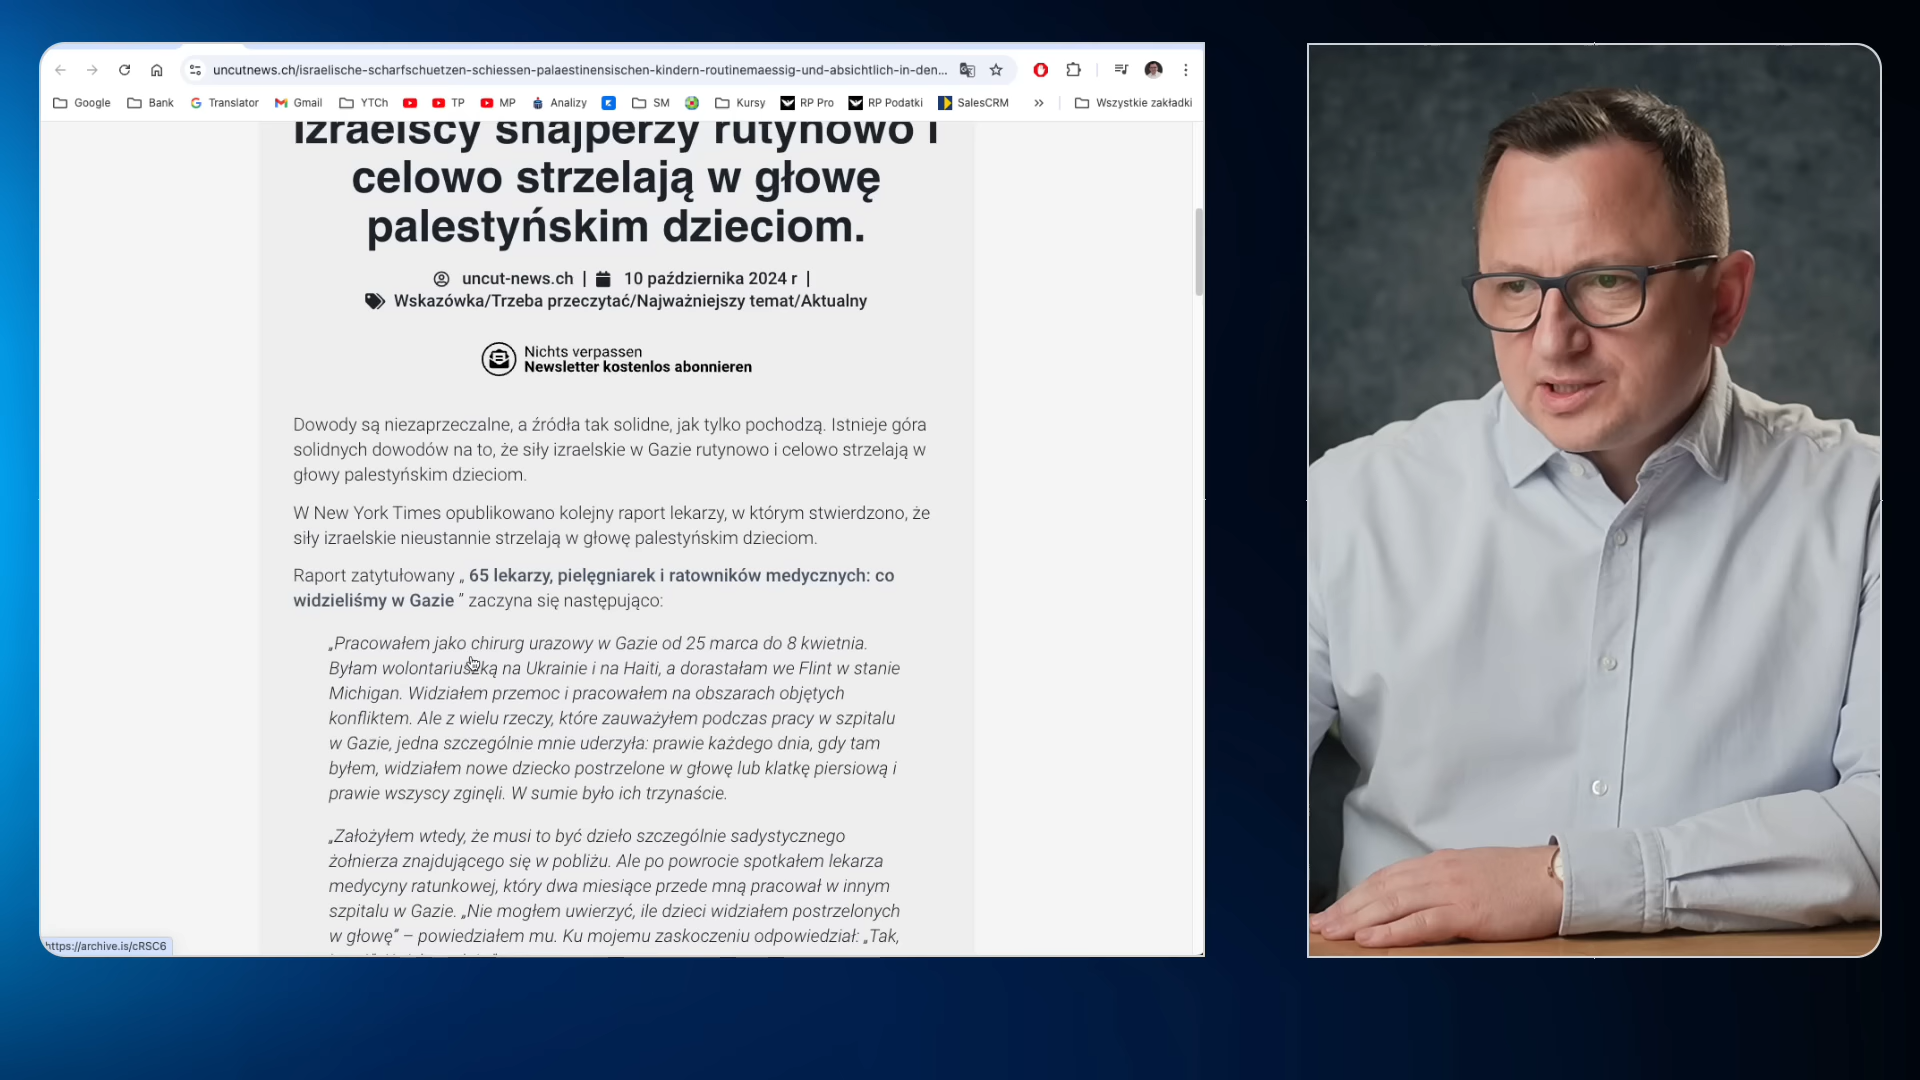 uncutnews.ch/israelische-scharfschuetzen-schiessen-palaestinensischen-kindern-routinemaessig-und-absichtlich-in-den...
Google Bank Translator Gmail YTCh TP MP Analizy SM Kursy RP Pro RP Podatki SalesCRM » Wszystkie zakładki
Izraelscy snajperzy rutynowo i
celowo strzelają w głowę
palestyńskim dzieciom.
uncut-news.ch | 10 października 2024 r |
Wskazówka/Trzeba przeczytać/Najważniejszy temat/Aktualny
Nichts verpassen
Newsletter kostenlos abonnieren
Dowody są niezaprzeczalne, a źródła tak solidne, jak tylko pochodzą. Istnieje góra
solidnych dowodów na to, że siły izraelskie w Gazie rutynowo i celowo strzelają w
głowy palestyńskim dzieciom.
W New York Times opublikowano kolejny raport lekarzy, w którym stwierdzono, że
siły izraelskie nieustannie strzelają w głowę palestyńskim dzieciom.
Raport zatytułowany „ 65 lekarzy, pielęgniarek i ratowników medycznych: co
widzieliśmy w Gazie ” zaczyna się następująco:
„Pracowałem jako chirurg urazowy w Gazie od 25 marca do 8 kwietnia.
Byłam wolontariuszką na Ukrainie i na Haiti, a dorastałam we Flint w stanie
Michigan. Widziałem przemoc i pracowałem na obszarach objętych
konfliktem. Ale z wielu rzeczy, które zauważyłem podczas pracy w szpitalu
w Gazie, jedna szczególnie mnie uderzyła: prawie każdego dnia, gdy tam
byłem, widziałem nowe dziecko postrzelone w głowę lub klatkę piersiową i
prawie wszyscy zginęli. W sumie było ich trzynaście.
„Założyłem wtedy, że musi to być dzieło szczególnie sadystycznego
żołnierza znajdującego się w pobliżu. Ale po powrocie spotkałem lekarza
medycyny ratunkowej, który dwa miesiące przede mną pracował w innym
szpitalu w Gazie. „Nie mogłem uwierzyć, ile dzieci widziałem postrzelonych
w głowę” – powiedziałem mu. Ku mojemu zaskoczeniu odpowiedział: „Tak,
https://archive.is/cRSC6